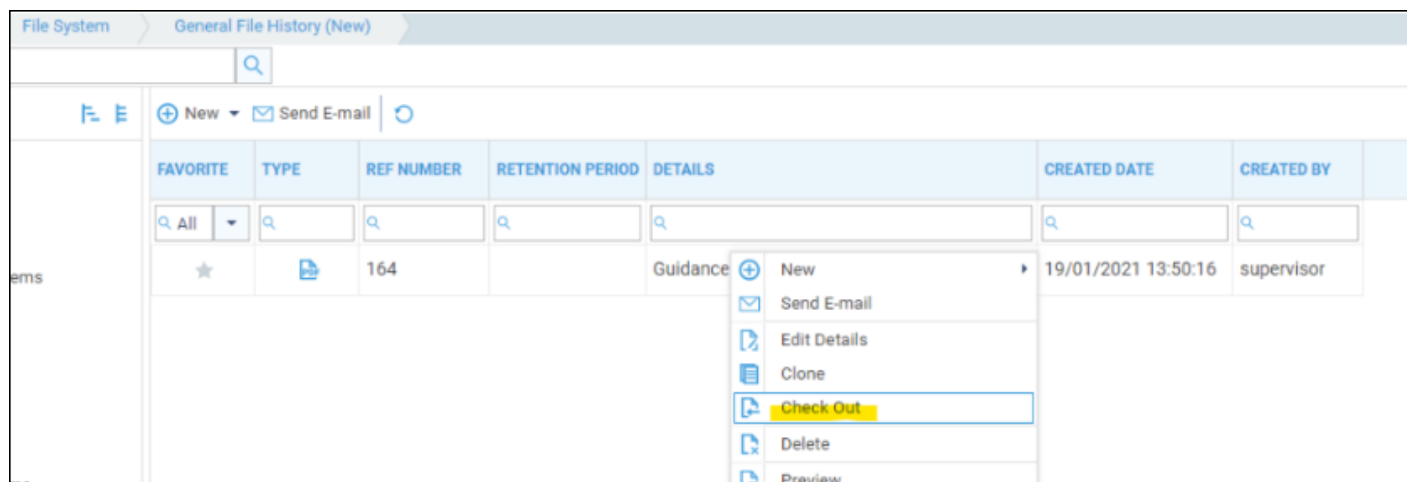 File System General File History (New)
New Send E-mail
FAVORITE TYPE REF NUMBER RETENTION PERIOD DETAILS CREATED DATE CREATED BY
All
ems 164 Guidance 19/01/2021 13:50:16 supervisor
New
Send E-mail
Edit Details
Clone
Check Out
Delete
Preview